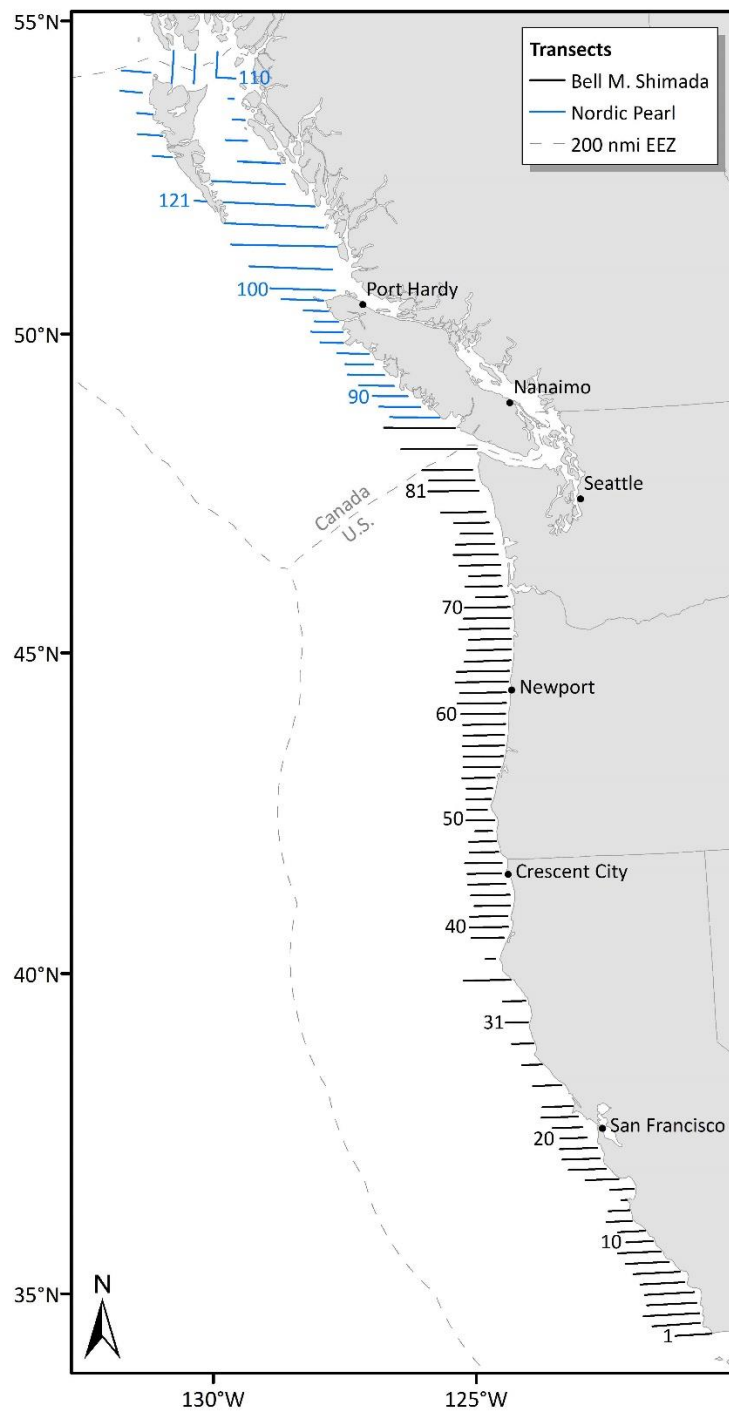 55°N
Transects
Bell M. Shimada
Nordic Pearl
200 nmi EEZ
110
121
100
Port Hardy
50°N
Nanaimo
90
Seattle
81
Canada
U.S.
70
45°N
Newport
60
50
Crescent City
40
40°N
31
San Francisco
20
10
N
35°N
1
130°W
125°W